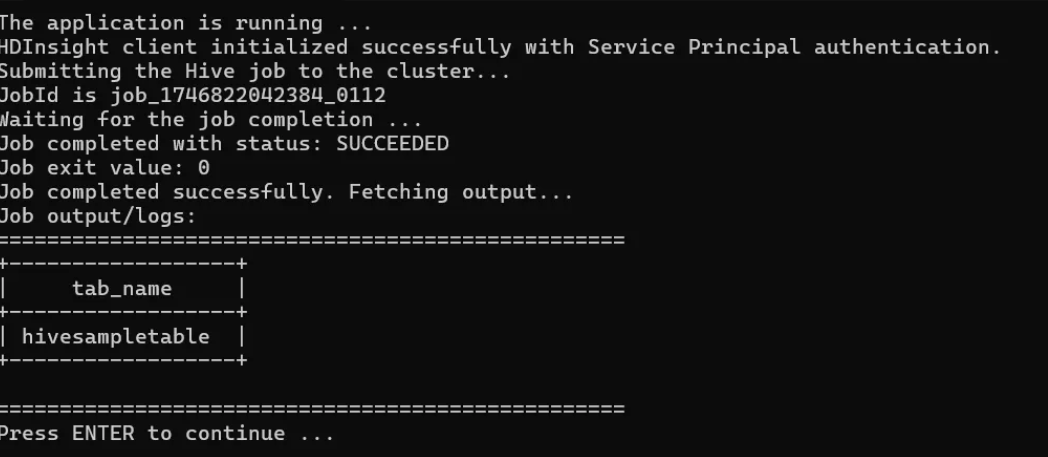 The application is running ...
HDInsight client initialized successfully with Service Principal authentication.
Submitting the Hive job to the cluster...
JobId is job_1746822042384_0112
Waiting for the job completion ...
Job completed with status: SUCCEEDED
Job exit value: 0
Job completed successfully. Fetching output...
Job output/logs:
==================================================
+------------------+
|     tab_name     |
+------------------+
| hivesampletable  |
+------------------+

==================================================
Press ENTER to continue ...